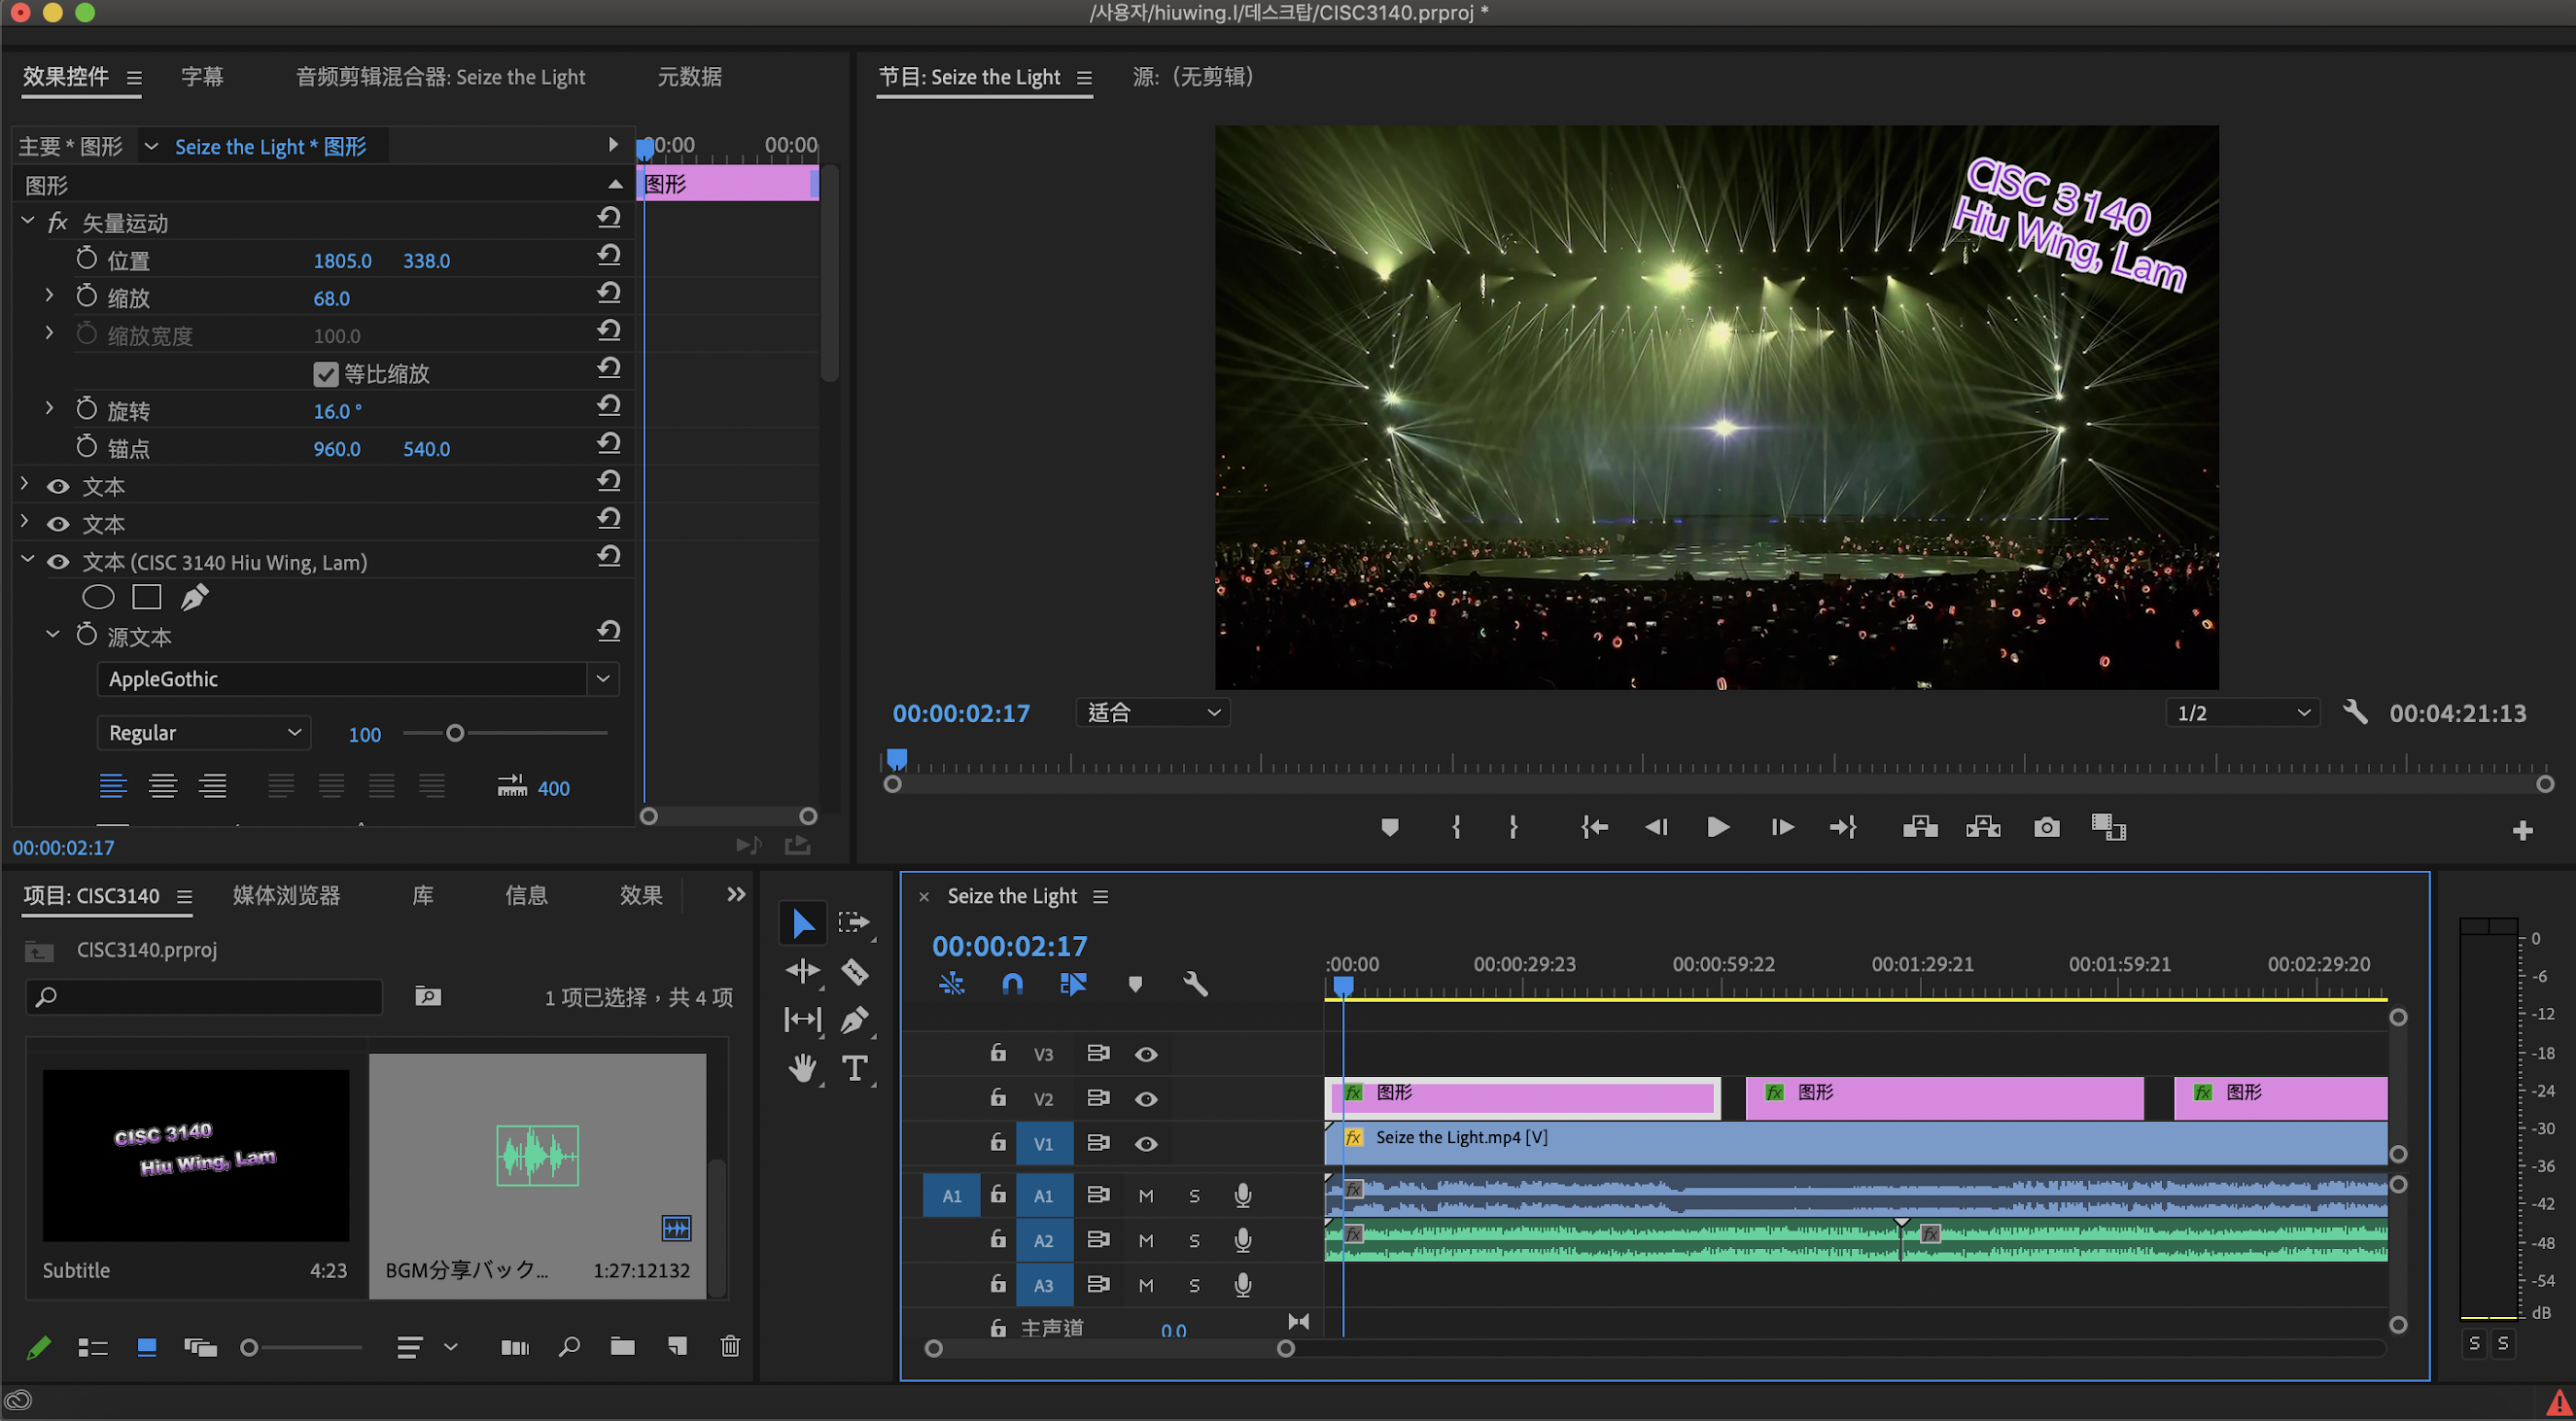 /사용자/hiuwing.l/데스크탑/CISC3140.prproj *
效果控件
字幕
音频剪辑混合器: Seize the Light
元数据
主要 * 图形
Seize the Light * 图形
00:00
00:00
图形
图形
fx 矢量运动
位置 1805.0 338.0
缩放 68.0
缩放宽度 100.0
等比缩放
旋转 16.0 °
锚点 960.0 540.0
文本
文本
文本 (CISC 3140 Hiu Wing, Lam)
源文本
AppleGothic
Regular
100
400
00:00:02:17
节目: Seize the Light
源:（无剪辑）
CISC 3140
Hiu Wing, Lam
00:00:02:17
适合
1/2
00:04:21:13
项目: CISC3140
媒体浏览器
库
信息
效果
CISC3140.prproj
1 项已选择，共 4 项
CISC 3140
Hiu Wing, Lam
Subtitle 4:23
BGM分享バック... 1:27:12132
Seize the Light
00:00:02:17
:00:00
00:00:29:23
00:00:59:22
00:01:29:21
00:01:59:21
00:02:29:20
V3
V2
fx 图形
fx 图形
fx 图形
V1
fx Seize the Light.mp4 [V]
A1 A1 M S fx
A2 M S fx fx
A3 M S
主声道 0.0
0
-6
-12
-18
-24
-30
-36
-42
-48
-54
dB
S S